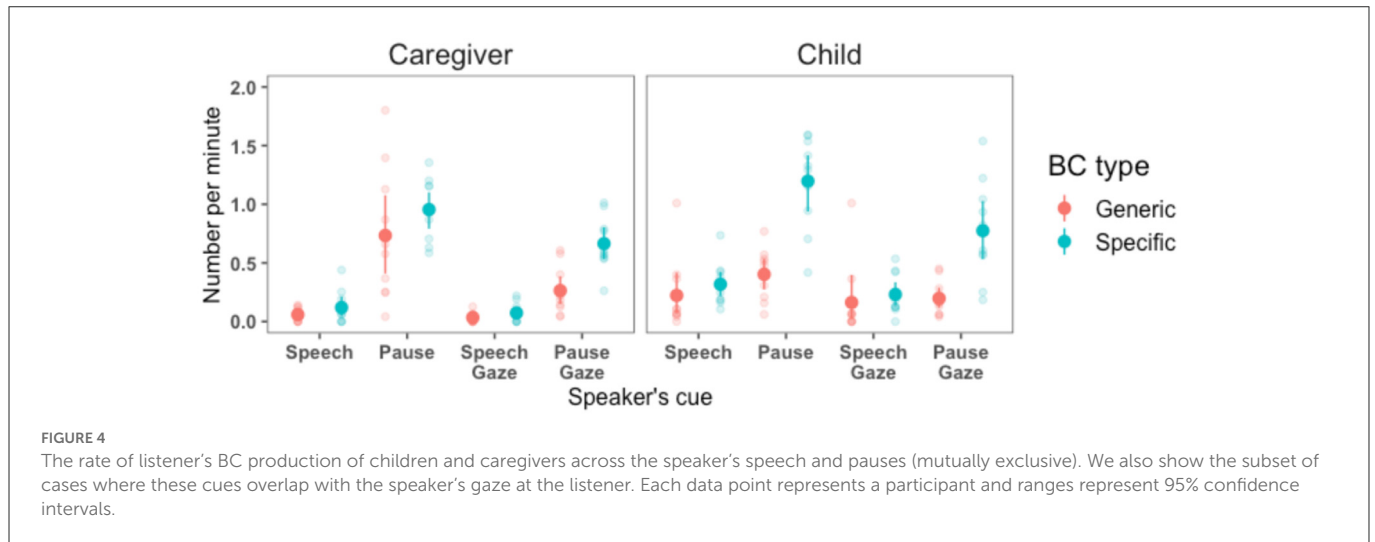 Caregiver Child
2.0
1.5
1.0
0.5
0.0
Number per minute
Speech Pause Speech Gaze Pause Gaze Speech Pause Speech Gaze Pause Gaze
Speaker's cue
BC type
Generic
Specific
FIGURE 4
The rate of listener's BC production of children and caregivers across the speaker's speech and pauses (mutually exclusive). We also show the subset of
cases where these cues overlap with the speaker's gaze at the listener. Each data point represents a participant and ranges represent 95% confidence
intervals.